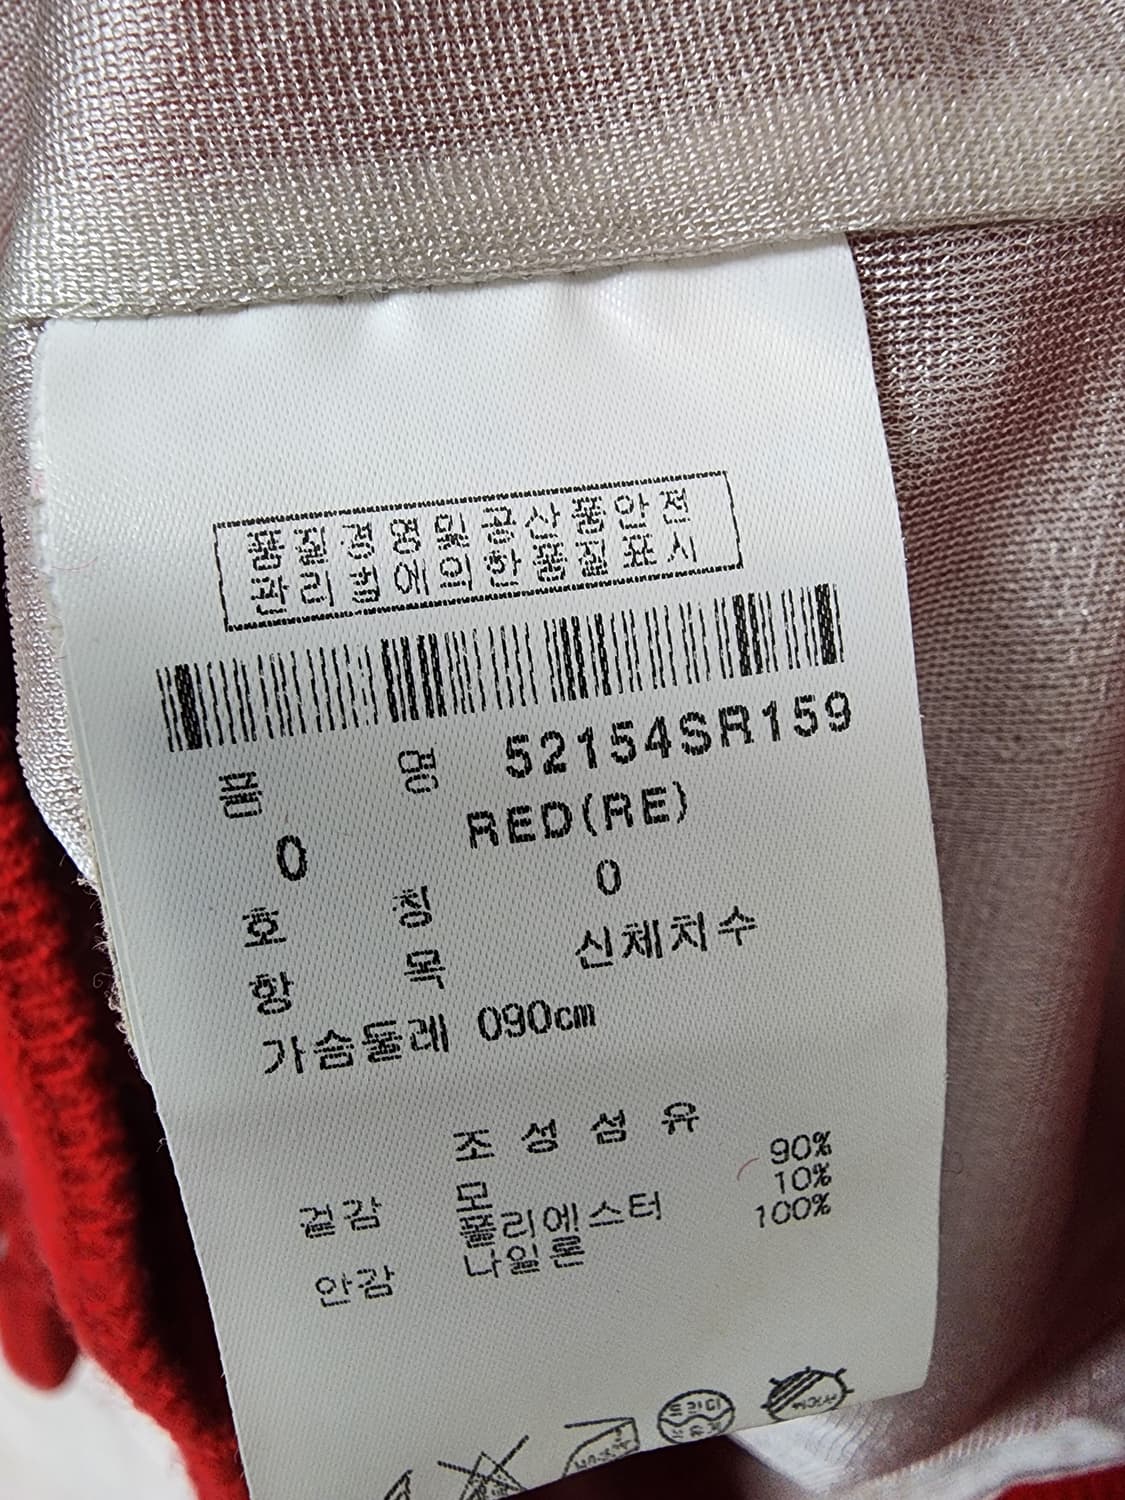 품질경영및공산품안전
관리법에의한품질표시
품 명 52154SR159
0 RED(RE)
호 칭 0
항 목 신체치수
가슴둘레 090cm
조성섬유
겉감 모 90%
폴리에스터 10%
안감 나일론 100%
드라이